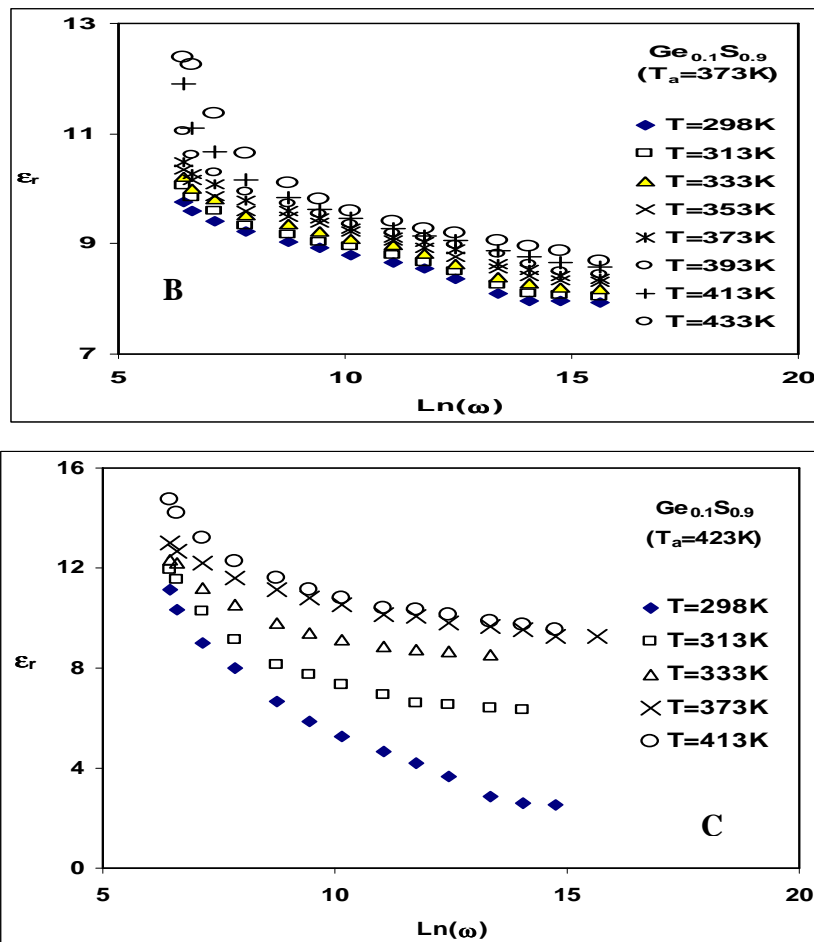 13
Ge0.1S0.9
(Ta=373K)
T=298K
11
T=313K
εr
T=333K
T=353K
9
T=373K
T=393K
B
T=413K
T=433K
7
5
10
15
20
Ln(ω)
16
Ge0.1S0.9
(Ta=423K)
12
T=298K
εr
8
T=313K
T=333K
T=373K
4
T=413K
C
0
5
10
15
20
Ln(ω)